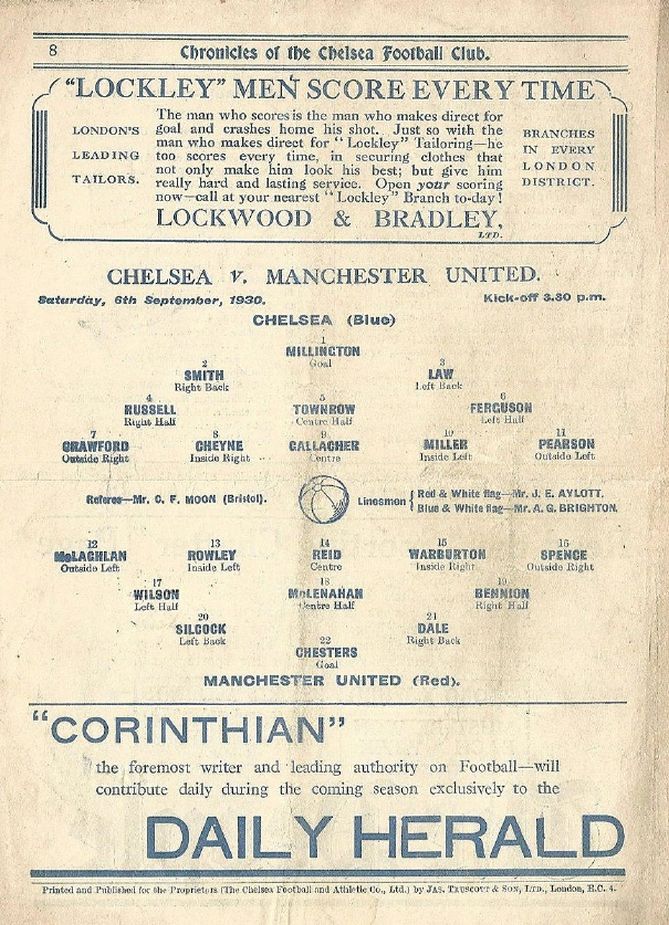 8 Chronicles of the Chelsea Football Club.
"LOCKLEY" MEN SCORE EVERY TIME
LONDON'S
LEADING
TAILORS.
The man who scores is the man who makes direct for
goal and crashes home his shot. Just so with the
man who makes direct for "Lockley" Tailoring—he
too scores every time, in securing clothes that
not only make him look his best; but give him
really hard and lasting service. Open your scoring
now—call at your nearest "Lockley" Branch to-day!
BRANCHES
IN EVERY
LONDON
DISTRICT.
LOCKWOOD & BRADLEY,
LTD.
CHELSEA v. MANCHESTER UNITED.
Saturday, 6th September, 1930. Kick-off 3.30 p.m.
CHELSEA (Blue)
1
MILLINGTON
Goal
2 3
SMITH LAW
Right Back Left Back
4 5 6
RUSSELL TOWNROW FERGUSON
Right Half Centre Half Left Half
7 8 9 10 11
CRAWFORD CHEYNE GALLACHER MILLER PEARSON
Outside Right Inside Right Centre Inside Left Outside Left
Referee—Mr. C. F. MOON (Bristol).
Linesmen { Red & White flag—Mr. J. E. AYLOTT.
Blue & White flag—Mr. A. G. BRIGHTON.
12 13 14 15 16
McLACHLAN ROWLEY REID WARBURTON SPENCE
Outside Left Inside Left Centre Inside Right Outside Right
17 18 19
WILSON McLENAHAN BENNION
Left Half Centre Half Right Half
20 21
SILCOCK DALE
Left Back Right Back
22
CHESTERS
Goal
MANCHESTER UNITED (Red).
"CORINTHIAN"
the foremost writer and leading authority on Football—will
contribute daily during the coming season exclusively to the
DAILY HERALD
Printed and Published for the Proprietors (The Chelsea Football and Athletic Co., Ltd.) by JAS. TRUSCOTT & SON, LTD., London, E.C. 4.